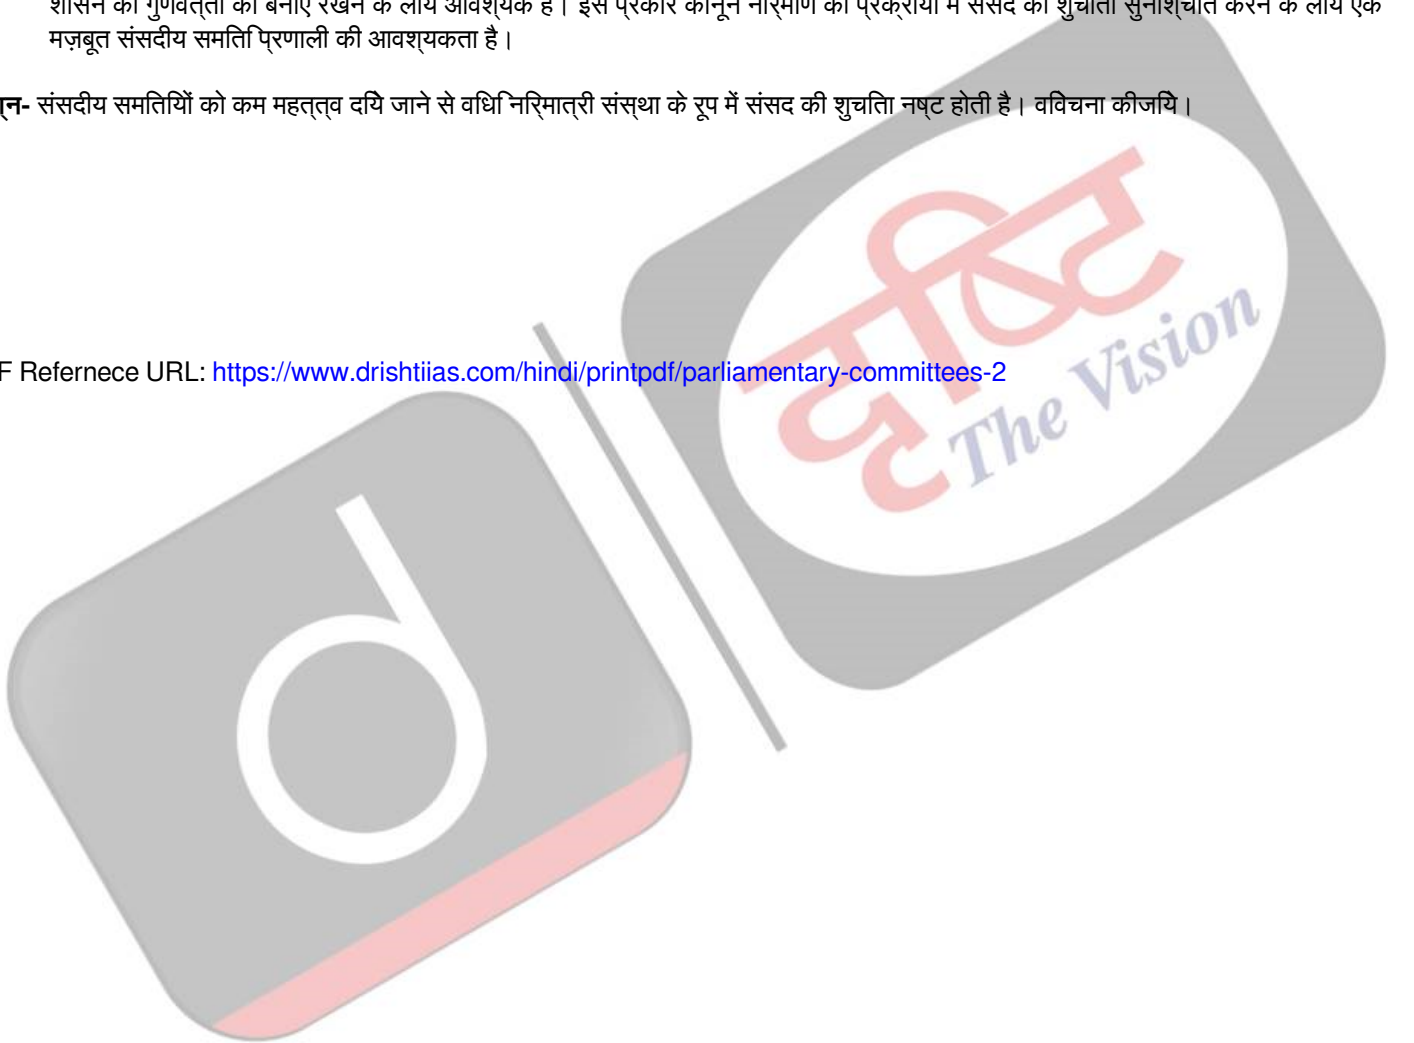 शासन की गुणवत्ता को बनाए रखने के लिये आवश्यक है। इस प्रकार कानून निर्माण की प्रक्रिया में संसद की शुचिता सुनिश्चित करने के लिये एक
मज़बूत संसदीय समिति प्रणाली की आवश्यकता है।
संसदीय समितियों को कम महत्त्व दिये जाने से विधि निर्मात्री संस्था के रूप में संसद की शुचिता नष्ट होती है। विवेचना कीजिये।
दृष्टि
The Vision
F Refernece URL: https://www.drishtiias.com/hindi/printpdf/parliamentary-committees-2
d